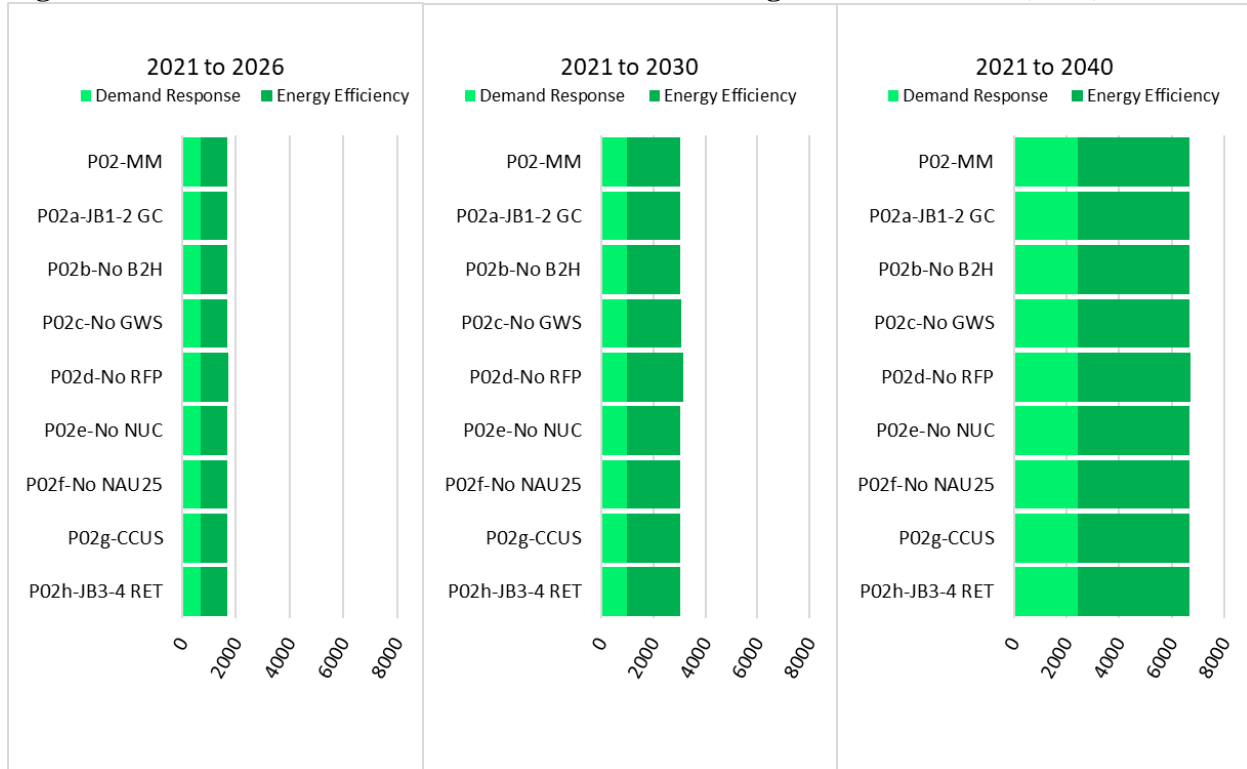 2021 to 2026
Demand Response Energy Efficiency
P02-MM
P02a-JB1-2 GC
P02b-No B2H
P02c-No GWS
P02d-No RFP
P02e-No NUC
P02f-No NAU25
P02g-CCUS
P02h-JB3-4 RET
0 2000 4000 6000 8000
2021 to 2030
Demand Response Energy Efficiency
P02-MM
P02a-JB1-2 GC
P02b-No B2H
P02c-No GWS
P02d-No RFP
P02e-No NUC
P02f-No NAU25
P02g-CCUS
P02h-JB3-4 RET
0 2000 4000 6000 8000
2021 to 2040
Demand Response Energy Efficiency
P02-MM
P02a-JB1-2 GC
P02b-No B2H
P02c-No GWS
P02d-No RFP
P02e-No NUC
P02f-No NAU25
P02g-CCUS
P02h-JB3-4 RET
0 2000 4000 6000 8000